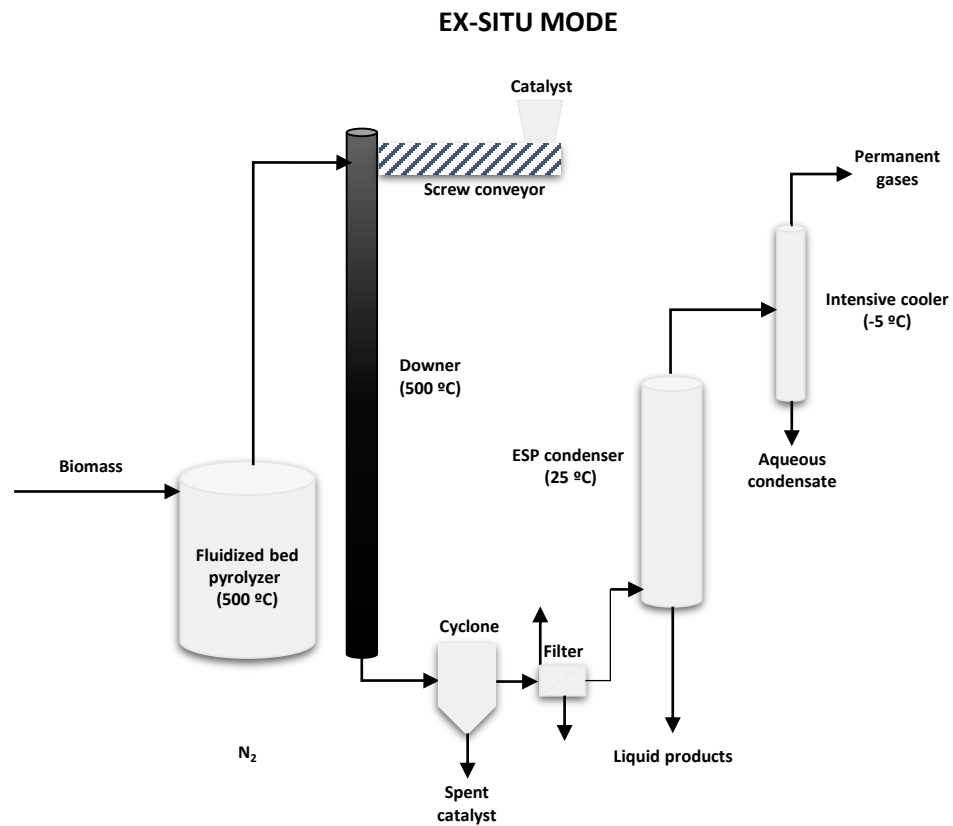 EX-SITU MODE
Catalyst
Screw conveyor
Permanent
gases
Intensive cooler
(-5 ºC)
Downer
(500 ºC)
ESP condenser
(25 ºC)
Aqueous
condensate
Biomass
Fluidized bed
pyrolyzer
(500 ºC)
Cyclone
Filter
N₂
Liquid products
Spent
catalyst